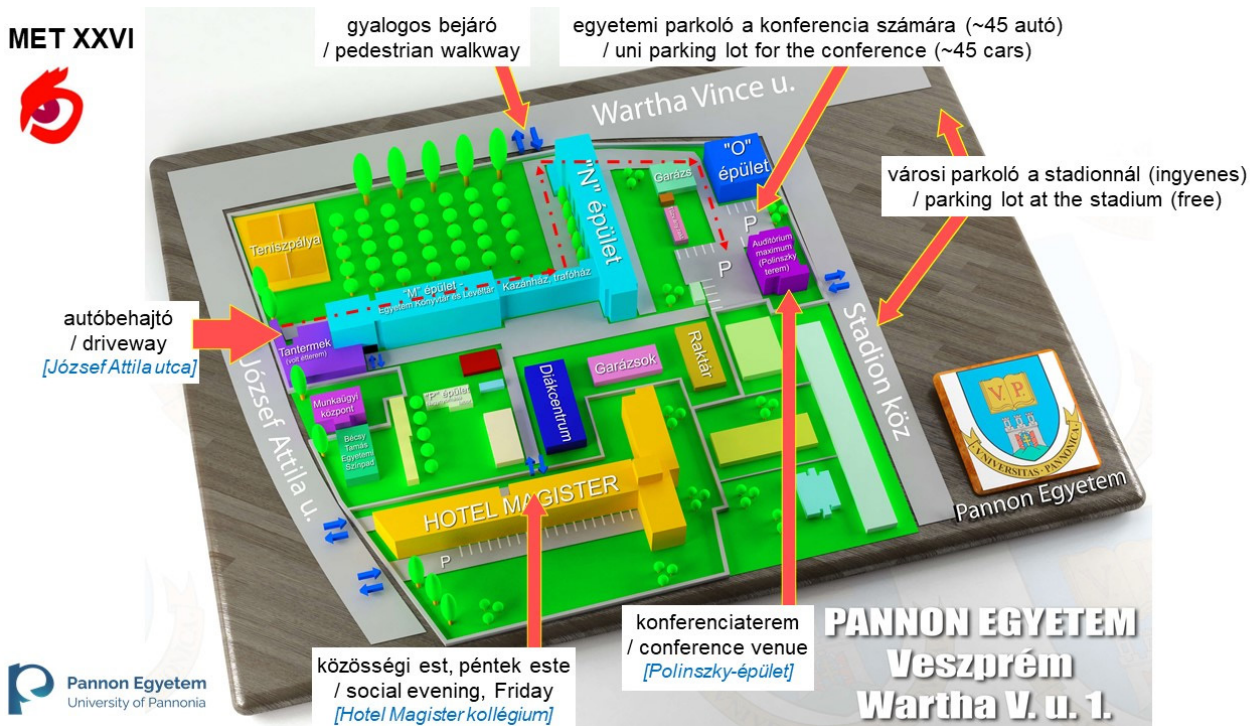 MET XXVI
gyalogos bejáró
/ pedestrian walkway
egyetemi parkoló a konferencia számára (~45 autó)
/ uni parking lot for the conference (~45 cars)
Wartha Vince u.
városi parkoló a stadionnál (ingyenes)
/ parking lot at the stadium (free)
"O"
épület
"N" épület
Garázs
Teniszpálya
P
P
Auditórium
maximum
(Polinszky
terem)
"M" épület -
Egyetemi Könyvtár és Levéltár
Kazánház, trafóház
autóbehajtó
/ driveway
[József Attila utca]
Tantermek
(volt étterem)
Stadion köz
József Attila u.
Munkaügyi
központ
"P" épület
Diákcentrum
Garázsok
Raktár
Bécsy
Tamás
Egyetemi
Színpad
HOTEL MAGISTER
P
V. P.
UNIVERSITAS PANNONICA
Pannon Egyetem
konferenciaterem
/ conference venue
[Polinszky-épület]
közösségi est, péntek este
/ social evening, Friday
[Hotel Magister kollégium]
PANNON EGYETEM
Veszprém
Wartha V. u. 1.
Pannon Egyetem
University of Pannonia